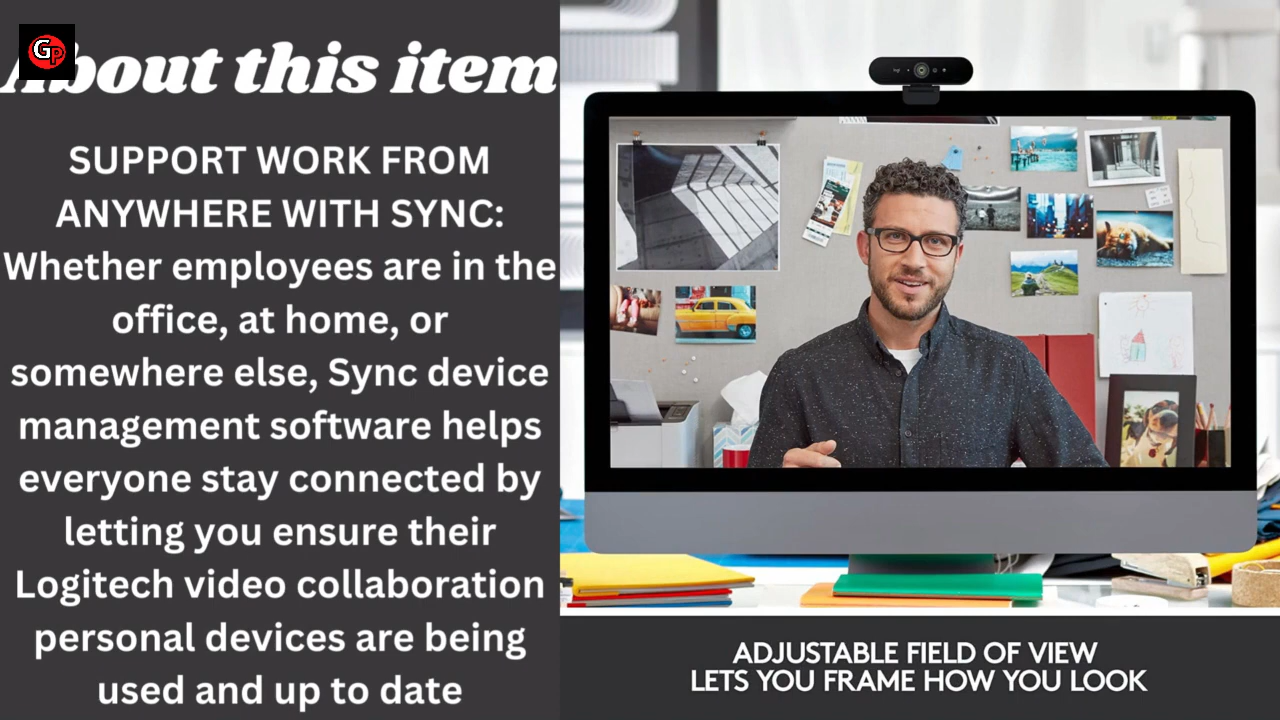 GP
About this item
SUPPORT WORK FROM
ANYWHERE WITH SYNC:
Whether employees are in the
office, at home, or
somewhere else, Sync device
management software helps
everyone stay connected by
letting you ensure their
Logitech video collaboration
personal devices are being
used and up to date
logi
ADJUSTABLE FIELD OF VIEW
LETS YOU FRAME HOW YOU LOOK